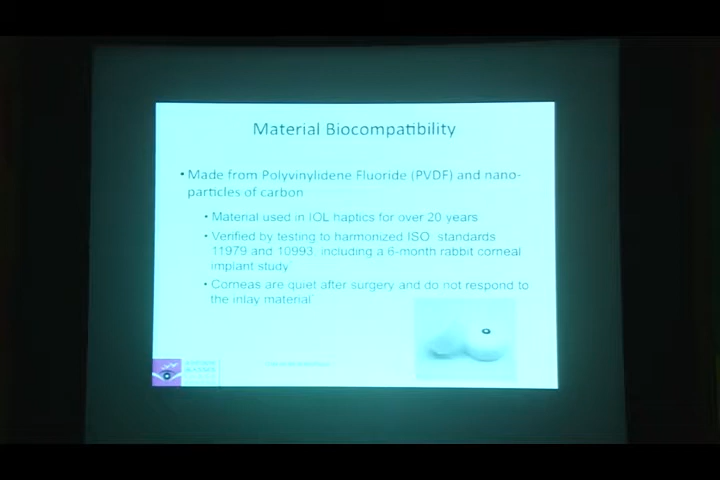 Material Biocompatibility
• Made from Polyvinylidene Fluoride (PVDF) and nano-
particles of carbon
• Material used in IOL haptics for over 20 years
• Verified by testing to harmonized ISO standards
11979 and 10993, including a 6-month rabbit corneal
implant study
• Corneas are quiet after surgery and do not respond to
the inlay material